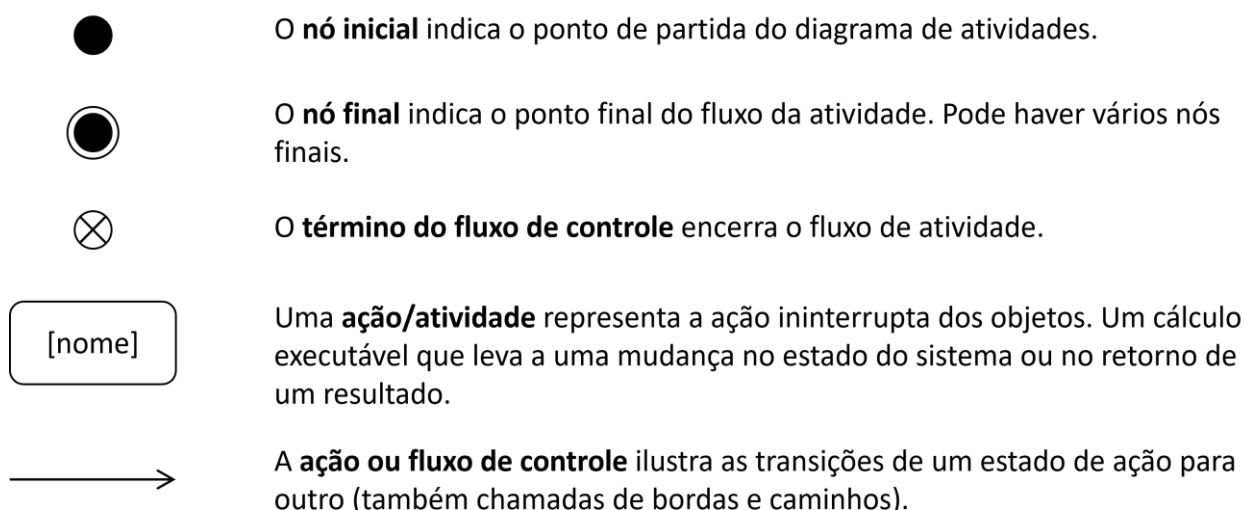 O nó inicial indica o ponto de partida do diagrama de atividades.
O nó final indica o ponto final do fluxo da atividade. Pode haver vários nós
finais.
O término do fluxo de controle encerra o fluxo de atividade.
[nome]
Uma ação/atividade representa a ação ininterrupta dos objetos. Um cálculo
executável que leva a uma mudança no estado do sistema ou no retorno de
um resultado.
A ação ou fluxo de controle ilustra as transições de um estado de ação para
outro (também chamadas de bordas e caminhos).